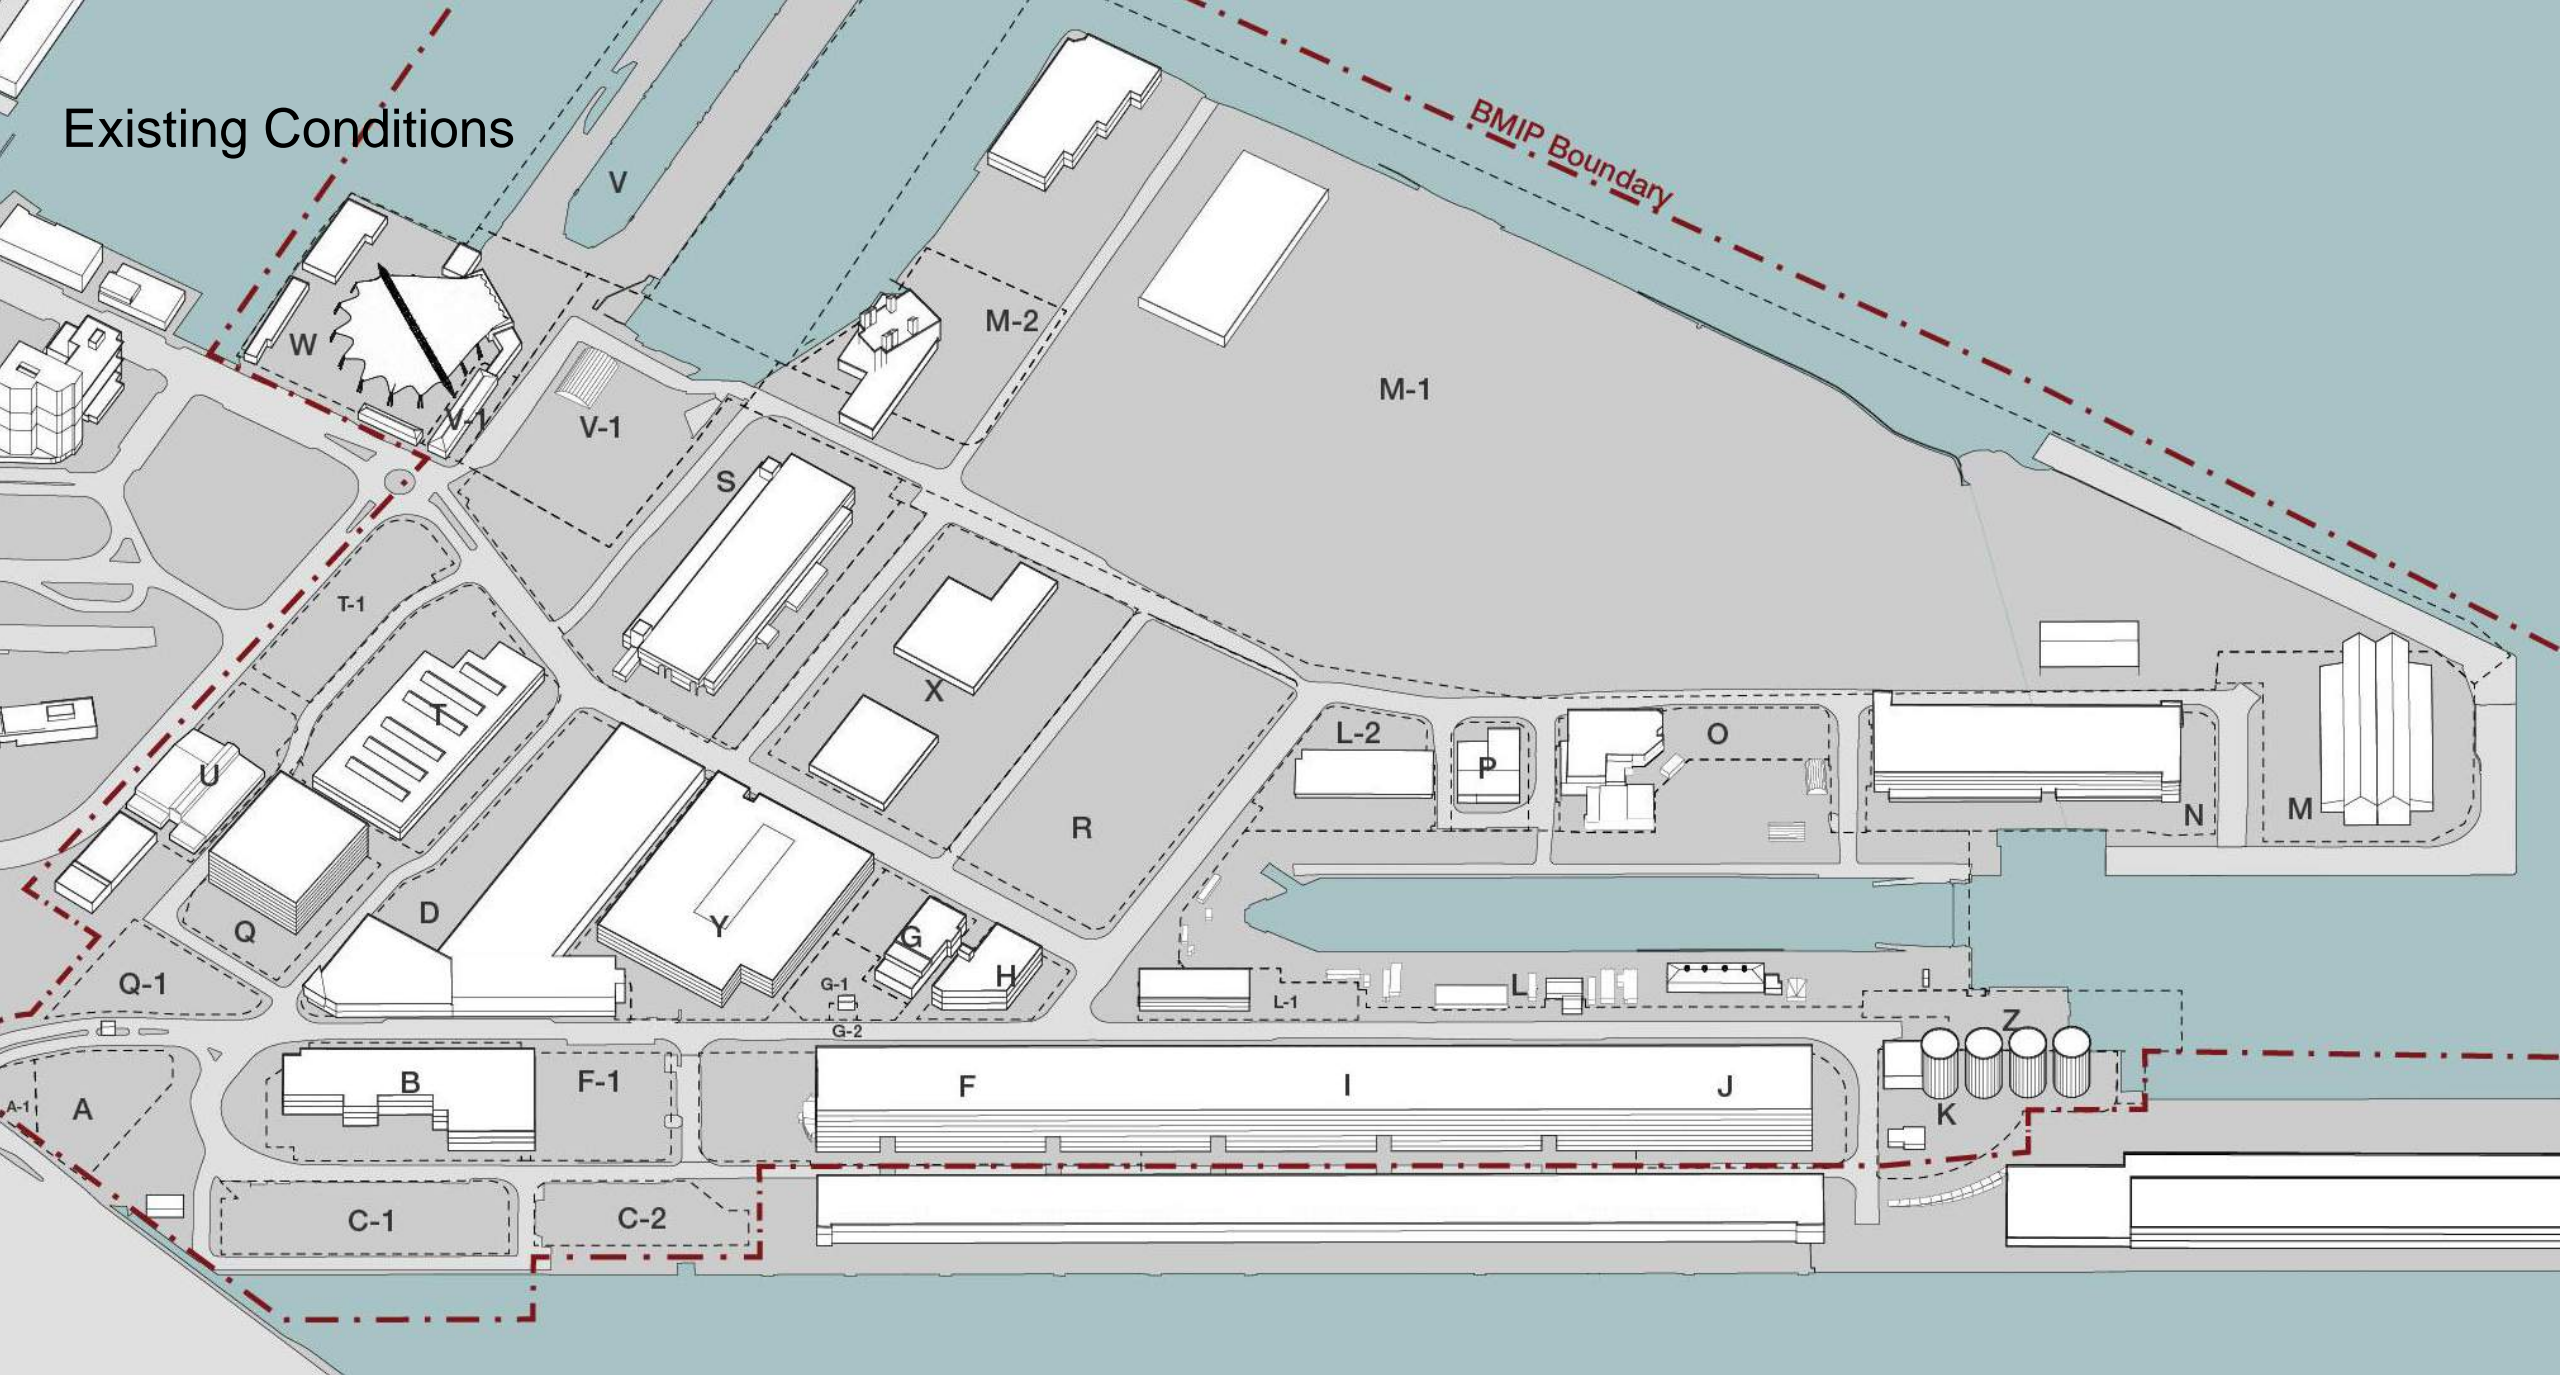 Existing Conditions
BMIP Boundary
V
W
M-2
M-1
V-1
V-1
S
T-1
X
T
U
L-2
O
P
R
N
M
D
Q
Y
G
H
Q-1
G-1
L
L-1
G-2
Z
B
F-1
F
I
J
A-1
A
K
C-1
C-2